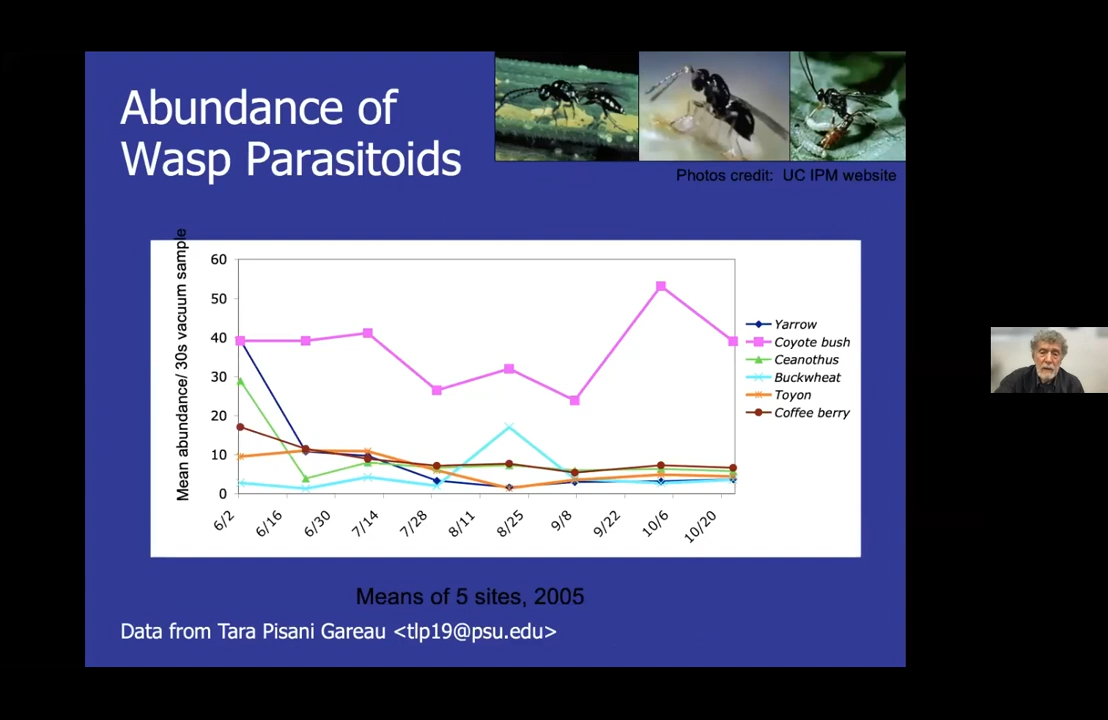 Abundance of
Wasp Parasitoids
Photos credit: UC IPM website
Mean abundance/ 30s vacuum sample
60
50
40
30
20
10
0
6/2
6/16
6/30
7/14
7/28
8/11
8/25
9/8
9/22
10/6
10/20
Yarrow
Coyote bush
Ceanothus
Buckwheat
Toyon
Coffee berry
Means of 5 sites, 2005
Data from Tara Pisani Gareau <tlp19@psu.edu>